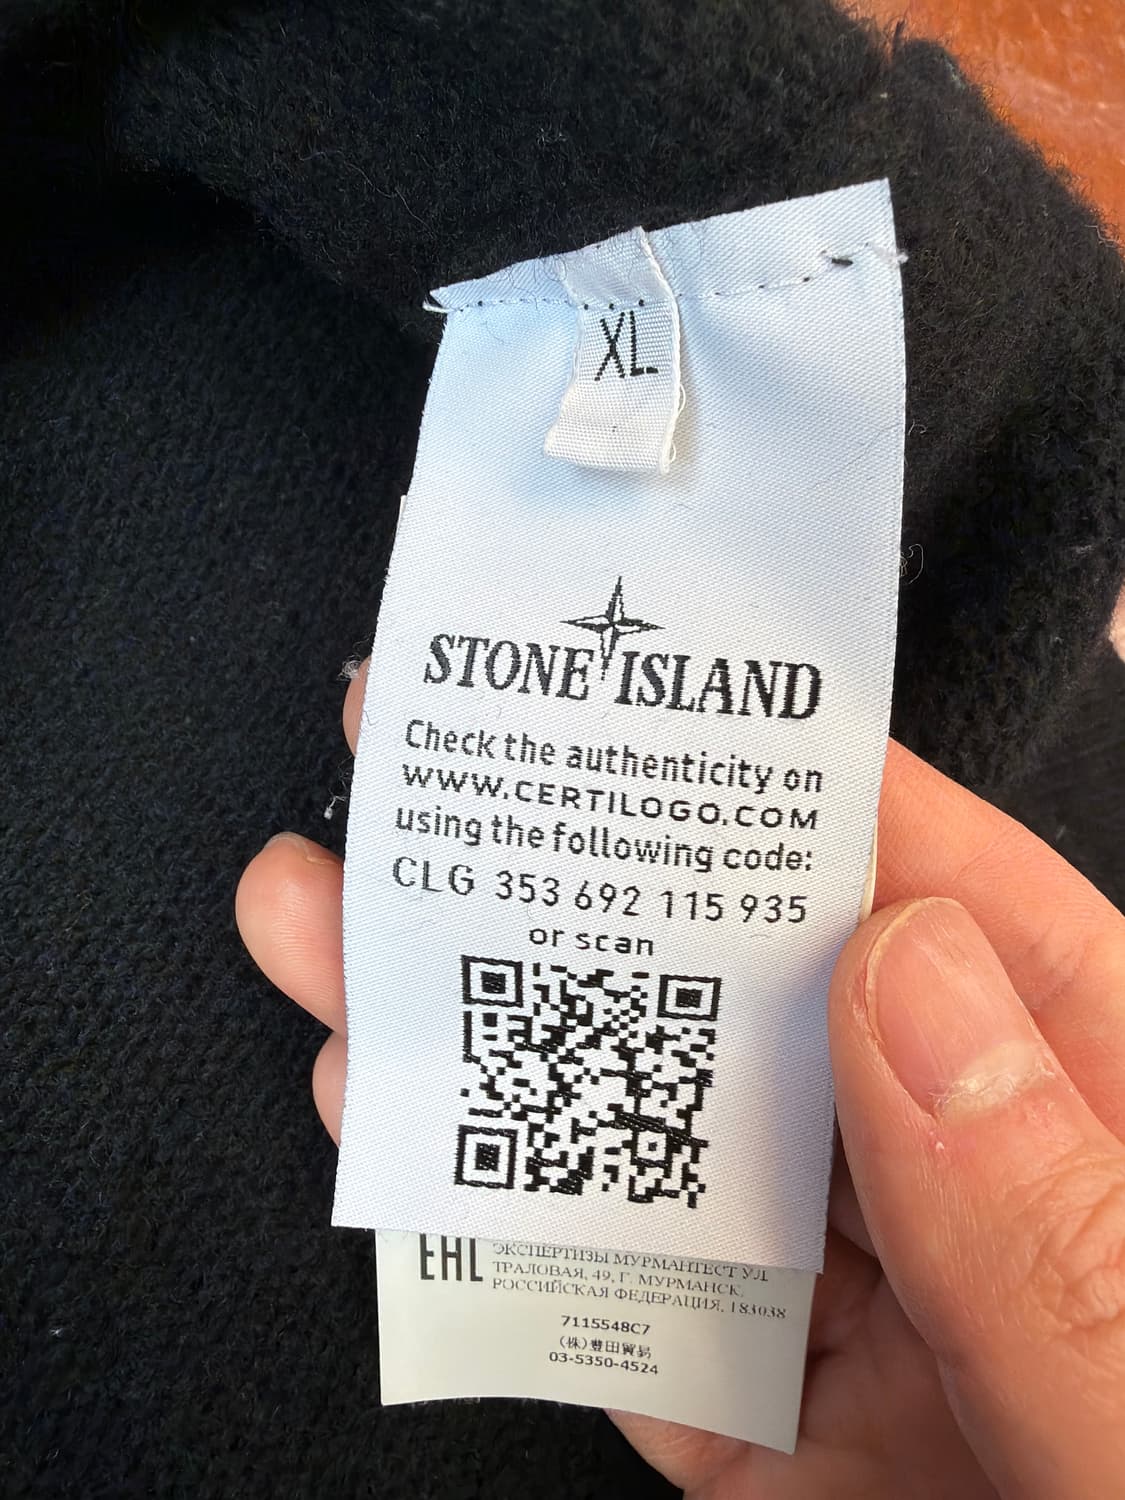 XL
STONE ISLAND
Check the authenticity on
WWW.CERTILOGO.COM
using the following code:
CLG 353 692 115 935
or scan
EAC
ЭКСПЕРТИЗЫ МУРМАНТЕСТ УЛ.
ТРАЛОВАЯ, 49, Г. МУРМАНСК,
РОССИЙСКАЯ ФЕДЕРАЦИЯ, 183038
7115548C7
(株)豊田貿易
03-5350-4524